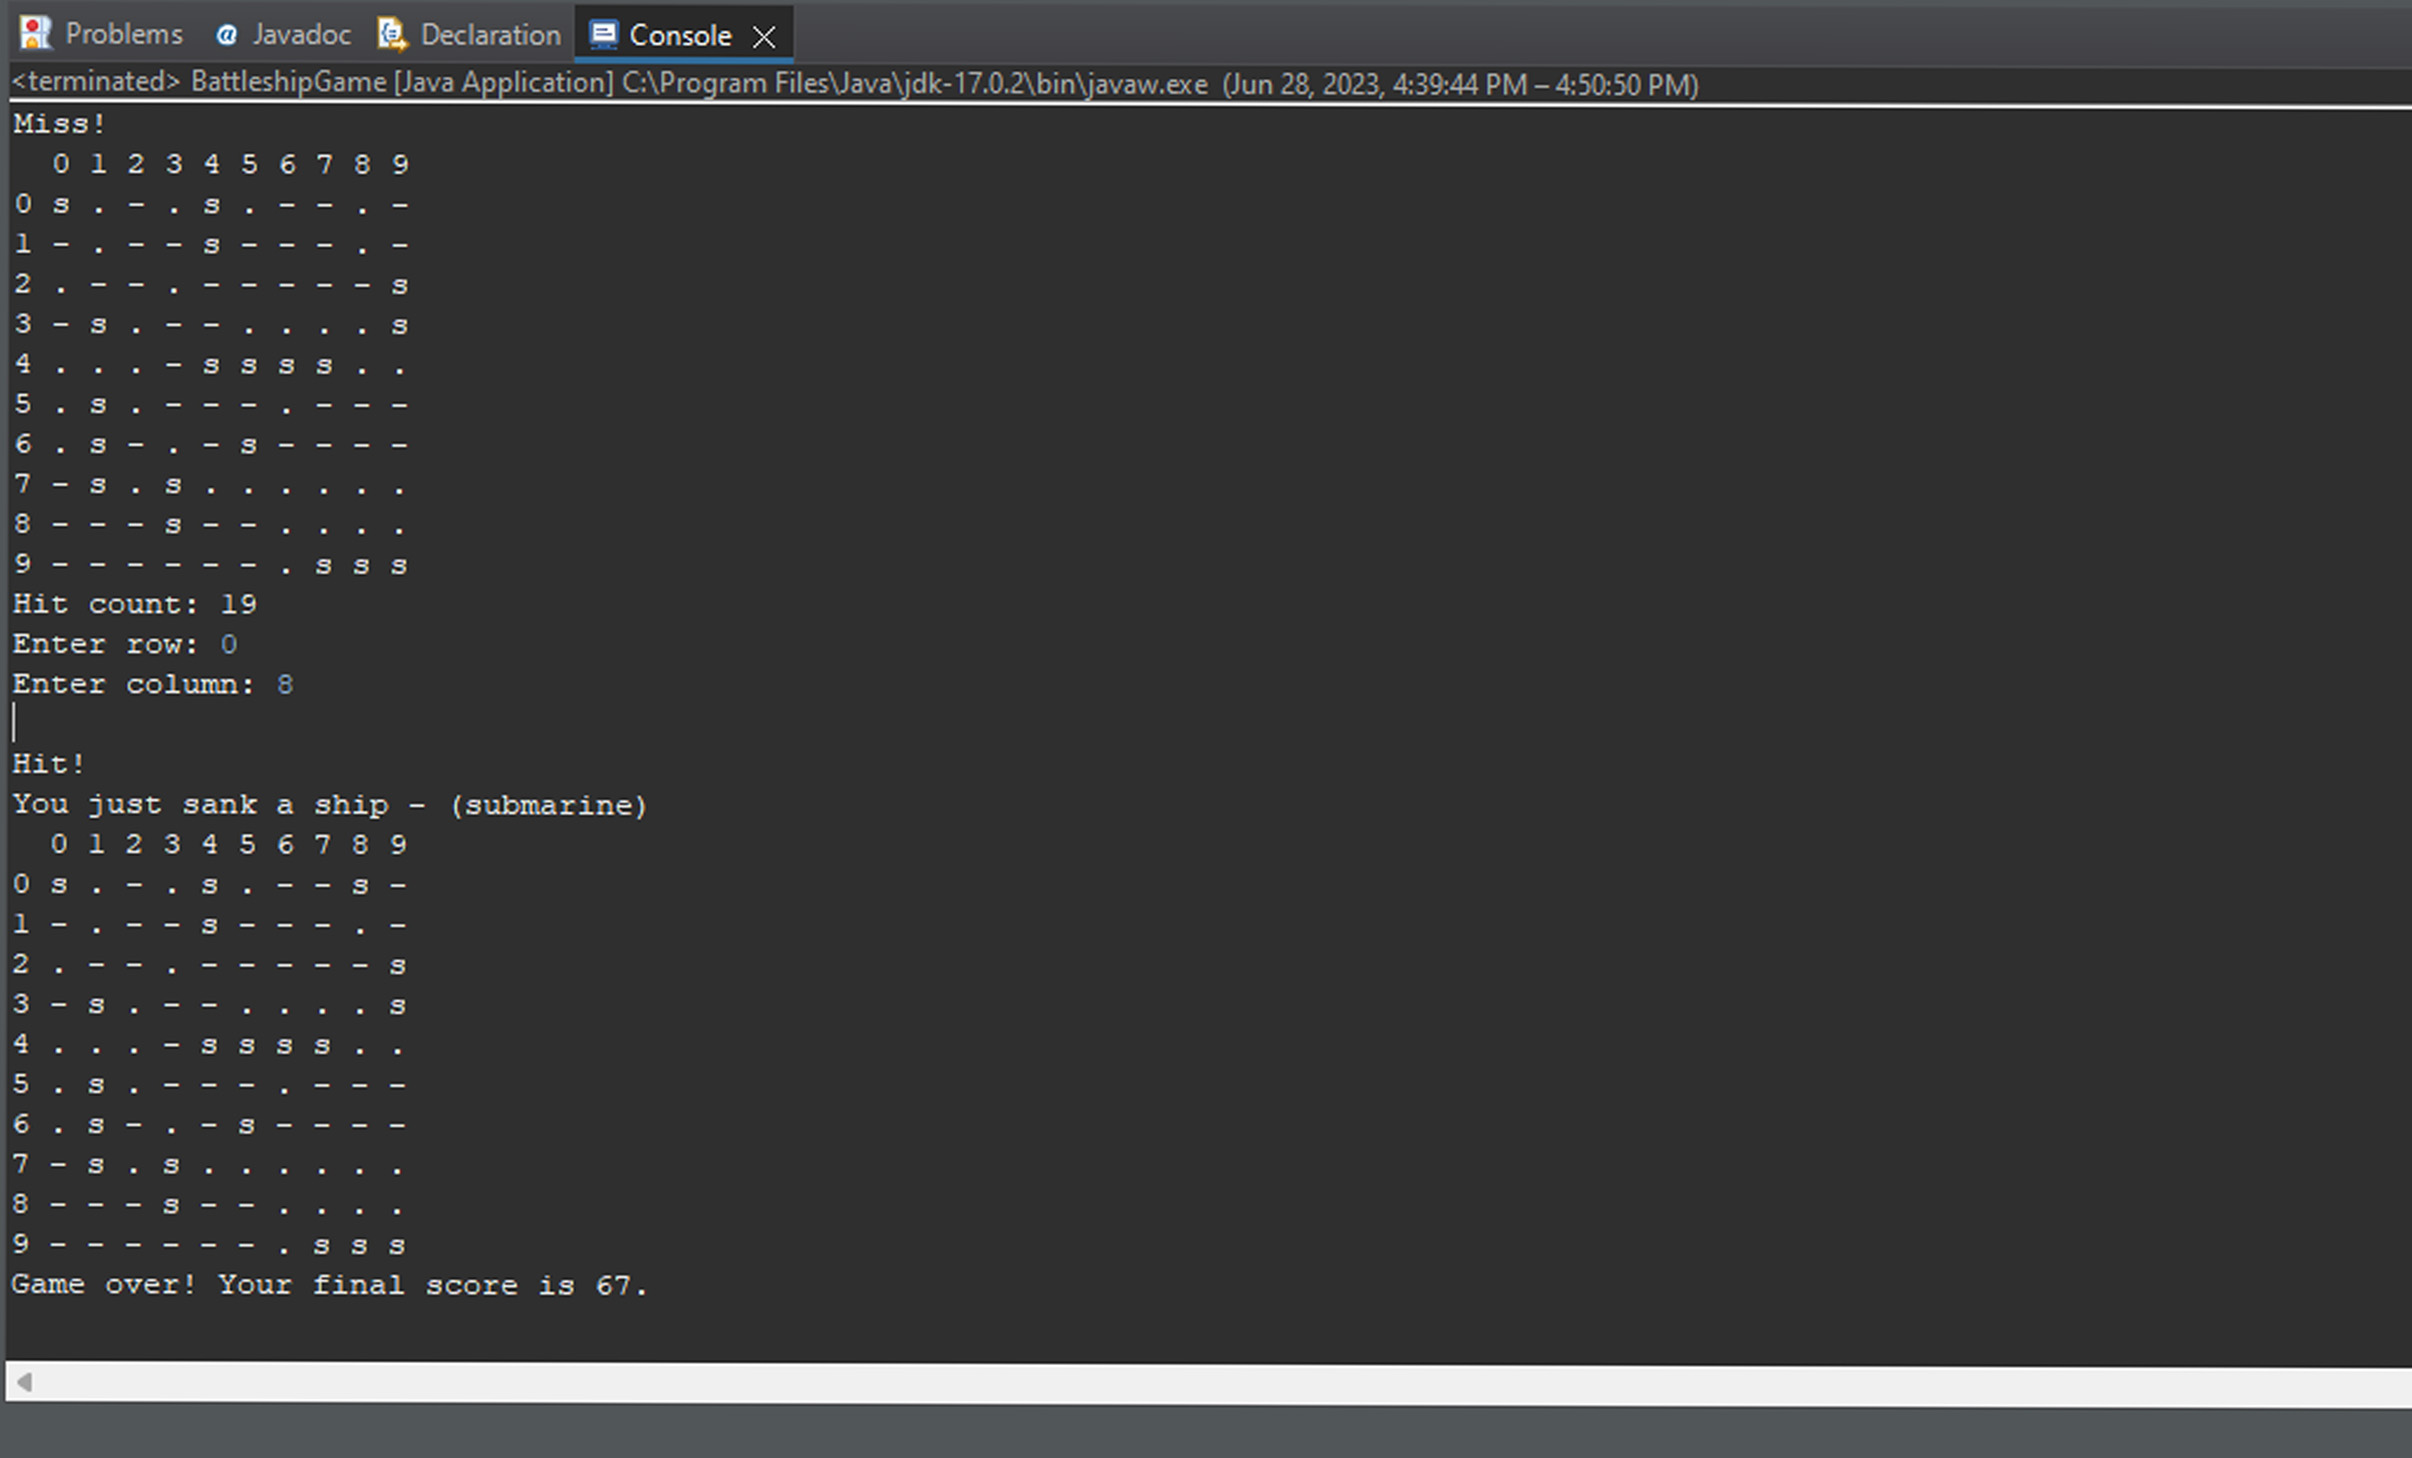 Problems @ Javadoc Declaration Console
<terminated> BattleshipGame [Java Application] C:\Program Files\Java\jdk-17.0.2\bin\javaw.exe (Jun 28, 2023, 4:39:44 PM – 4:50:50 PM)
Miss!
  0 1 2 3 4 5 6 7 8 9
0 s . - . s . - - . -
1 - . - - s - - - . -
2 . - - . - - - - - s
3 - s . - - . . . . s
4 . . . - s s s s . .
5 . s . - - - . - - -
6 . s - . - s - - - -
7 - s . s . . . . . .
8 - - - s - - . . . .
9 - - - - - - . s s s
Hit count: 19
Enter row: 0
Enter column: 8
Hit!
You just sank a ship - (submarine)
  0 1 2 3 4 5 6 7 8 9
0 s . - . s . - - s -
1 - . - - s - - - . -
2 . - - . - - - - - s
3 - s . - - . . . . s
4 . . . - s s s s . .
5 . s . - - - . - - -
6 . s - . - s - - - -
7 - s . s . . . . . .
8 - - - s - - . . . .
9 - - - - - - . s s s
Game over! Your final score is 67.